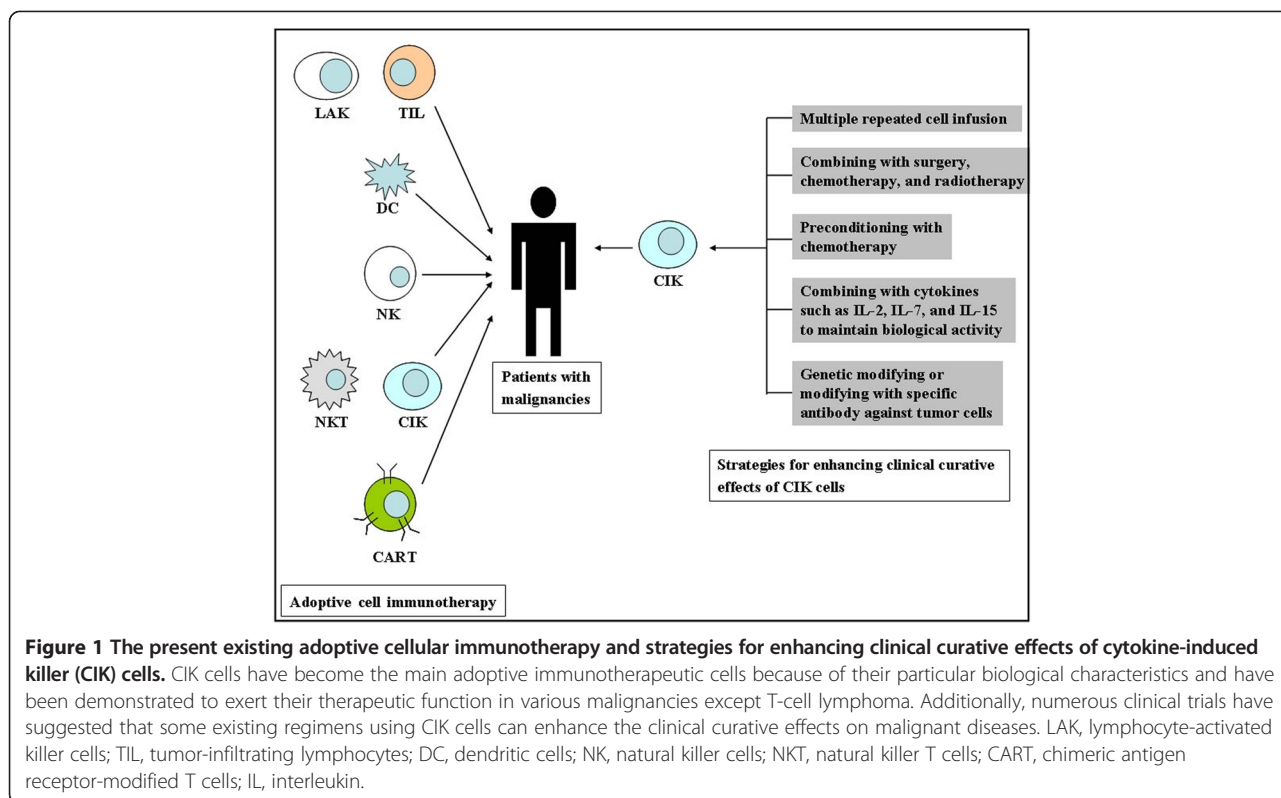 LAK
TIL
DC
NK
NKT
CIK
CART
Adoptive cell immunotherapy
Patients with
malignancies
CIK
Multiple repeated cell infusion
Combining with surgery,
chemotherapy, and radiotherapy
Preconditioning with
chemotherapy
Combining with cytokines
such as IL-2, IL-7, and IL-15
to maintain biological activity
Genetic modifying or
modifying with specific
antibody against tumor cells
Strategies for enhancing clinical curative
effects of CIK cells
Figure 1 The present existing adoptive cellular immunotherapy and strategies for enhancing clinical curative effects of cytokine-induced
killer (CIK) cells. CIK cells have become the main adoptive immunotherapeutic cells because of their particular biological characteristics and have
been demonstrated to exert their therapeutic function in various malignancies except T-cell lymphoma. Additionally, numerous clinical trials have
suggested that some existing regimens using CIK cells can enhance the clinical curative effects on malignant diseases. LAK, lymphocyte-activated
killer cells; TIL, tumor-infiltrating lymphocytes; DC, dendritic cells; NK, natural killer cells; NKT, natural killer T cells; CART, chimeric antigen
receptor-modified T cells; IL, interleukin.